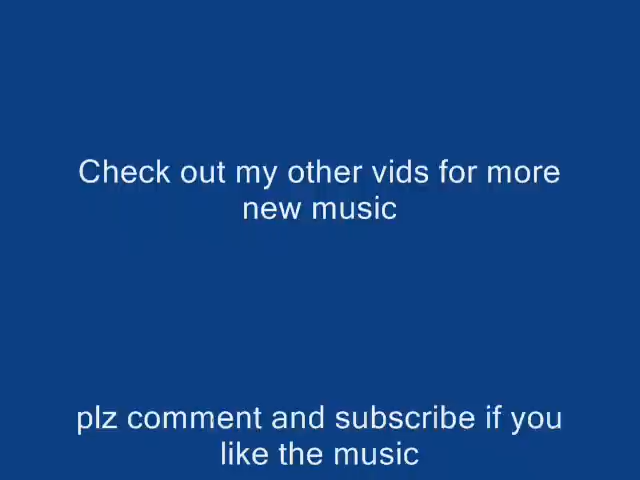 Check out my other vids for more
new music
plz comment and subscribe if you
like the music